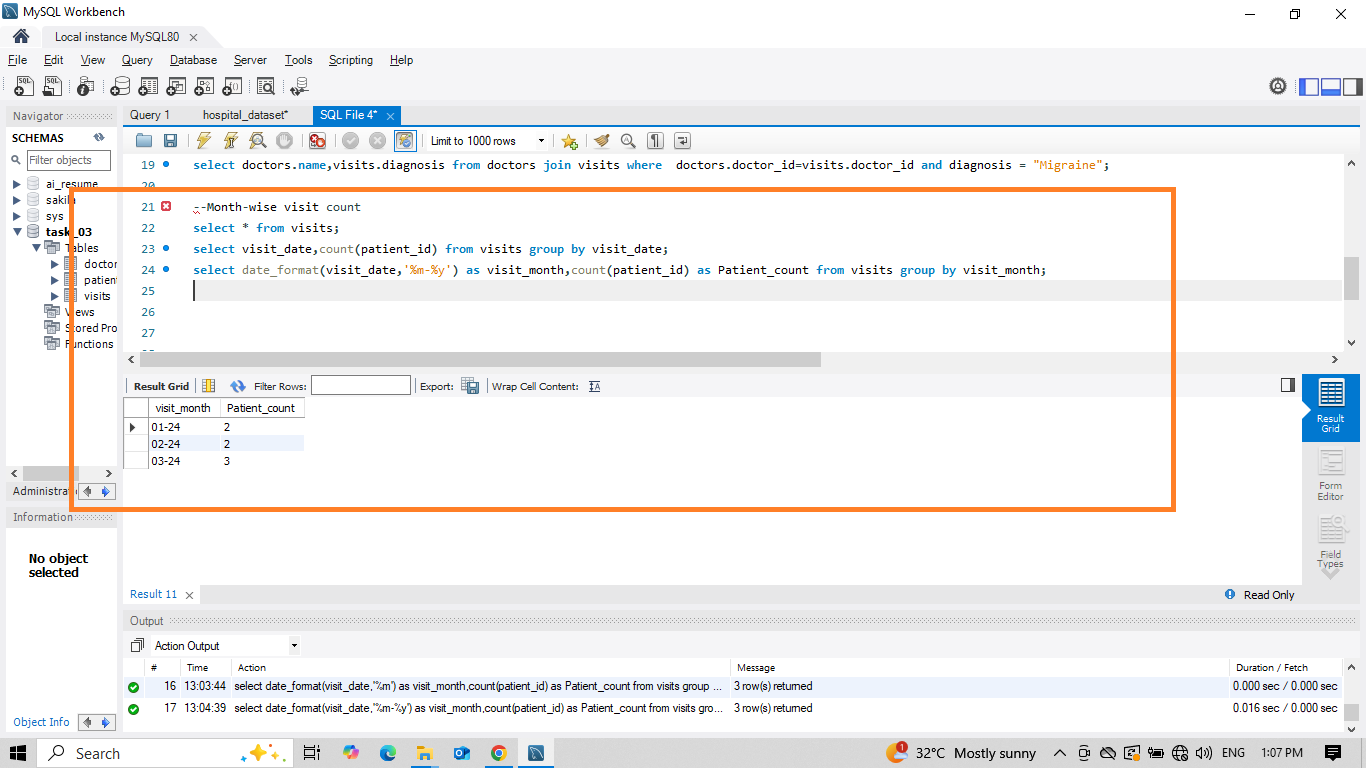 MySQL Workbench
Local instance MySQL80
File Edit View Query Database Server Tools Scripting Help
Navigator
SCHEMAS
Filter objects
ai_resume
sakila
sys
task_03
Tables
doctor
patient
visits
Views
Stored Pro
Functions
Administrat
Information
No object
selected
Object Info
Query 1 hospital_dataset* SQL File 4*
Limit to 1000 rows
19 select doctors.name,visits.diagnosis from doctors join visits where  doctors.doctor_id=visits.doctor_id and diagnosis = "Migraine";
20
21 --Month-wise visit count
22 select * from visits;
23 select visit_date,count(patient_id) from visits group by visit_date;
24 select date_format(visit_date,'%m-%y') as visit_month,count(patient_id) as Patient_count from visits group by visit_month;
25
26
27
Result Grid Filter Rows: Export: Wrap Cell Content:
visit_month Patient_count
01-24 2
02-24 2
03-24 3
Result
Grid
Form
Editor
Field
Types
Result 11 Read Only
Output
Action Output
# Time Action Message Duration / Fetch
16 13:03:44 select date_format(visit_date,'%m') as visit_month,count(patient_id) as Patient_count from visits group ... 3 row(s) returned 0.000 sec / 0.000 sec
17 13:04:39 select date_format(visit_date,'%m-%y') as visit_month,count(patient_id) as Patient_count from visits gro... 3 row(s) returned 0.016 sec / 0.000 sec
Search 1 32°C Mostly sunny ENG 1:07 PM